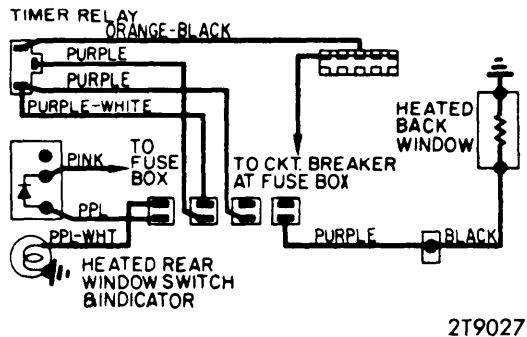 TIMER RELAY
ORANGE-BLACK
PURPLE
PURPLE
PURPLE-WHITE
HEATED
BACK
WINDOW
PINK
TO
FUSE
BOX
TO CKT. BREAKER
AT FUSE BOX
PPL
PPL-WHT
PURPLE
BLACK
HEATED REAR
WINDOW SWITCH
& INDICATOR
2T9027